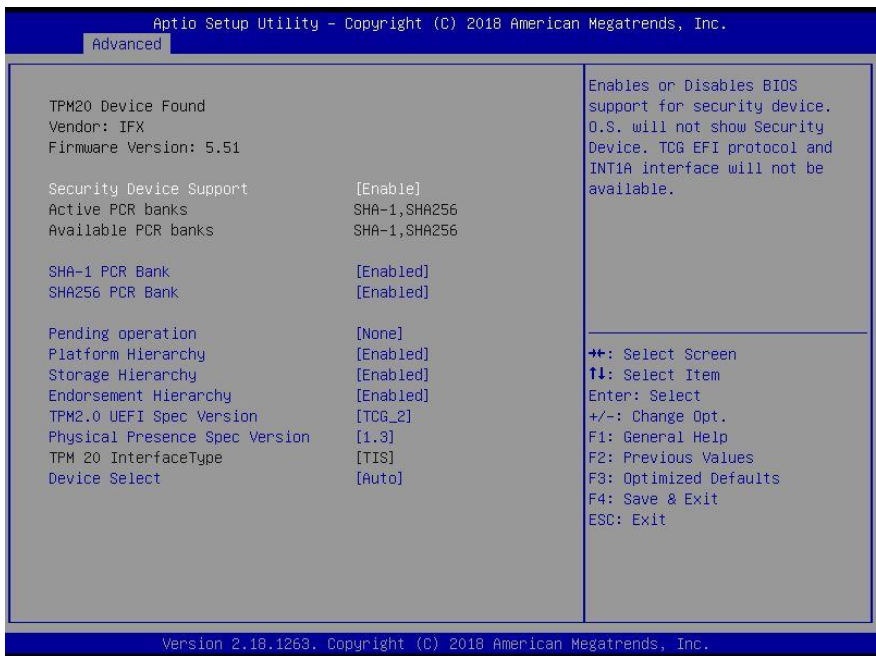 Aptio Setup Utility – Copyright (C) 2018 American Megatrends, Inc.
Advanced
TPM20 Device Found
Vendor: IFX
Firmware Version: 5.51
Security Device Support [Enable]
Active PCR banks SHA-1,SHA256
Available PCR banks SHA-1,SHA256
SHA-1 PCR Bank [Enabled]
SHA256 PCR Bank [Enabled]
Pending operation [None]
Platform Hierarchy [Enabled]
Storage Hierarchy [Enabled]
Endorsement Hierarchy [Enabled]
TPM2.0 UEFI Spec Version [TCG_2]
Physical Presence Spec Version [1.3]
TPM 20 InterfaceType [TIS]
Device Select [Auto]
Enables or Disables BIOS
support for security device.
O.S. will not show Security
Device. TCG EFI protocol and
INT1A interface will not be
available.
→←: Select Screen
↑↓: Select Item
Enter: Select
+/-: Change Opt.
F1: General Help
F2: Previous Values
F3: Optimized Defaults
F4: Save & Exit
ESC: Exit
Version 2.18.1263. Copyright (C) 2018 American Megatrends, Inc.